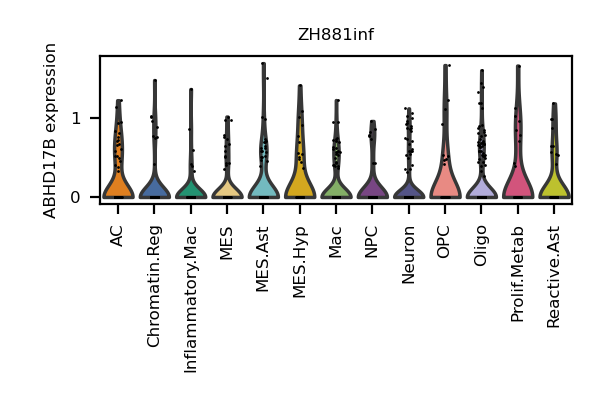 ZH881inf
ABHD17B expression
1
0
AC
Chromatin.Reg
Inflammatory.Mac
MES
MES.Ast
MES.Hyp
Mac
NPC
Neuron
OPC
Oligo
Prolif.Metab
Reactive.Ast